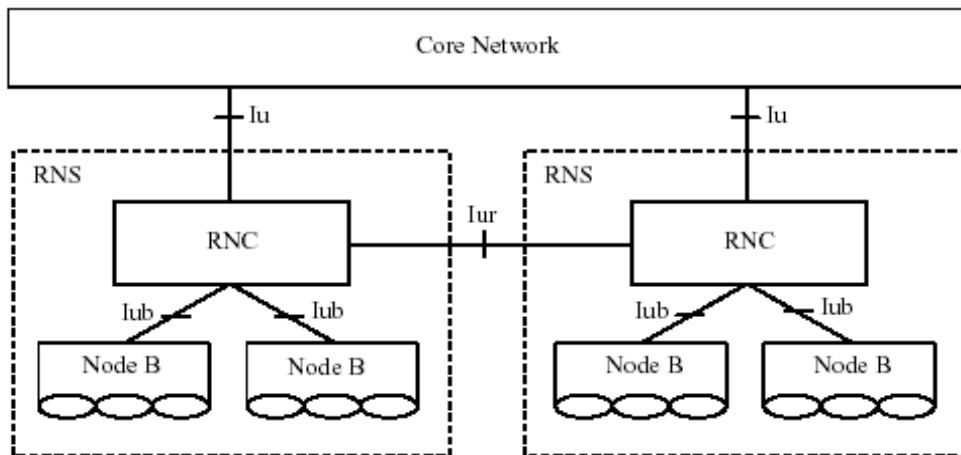 Core Network
Iu
Iu
RNS
RNS
RNC
Iur
RNC
Iub
Iub
Iub
Iub
Node B
Node B
Node B
Node B